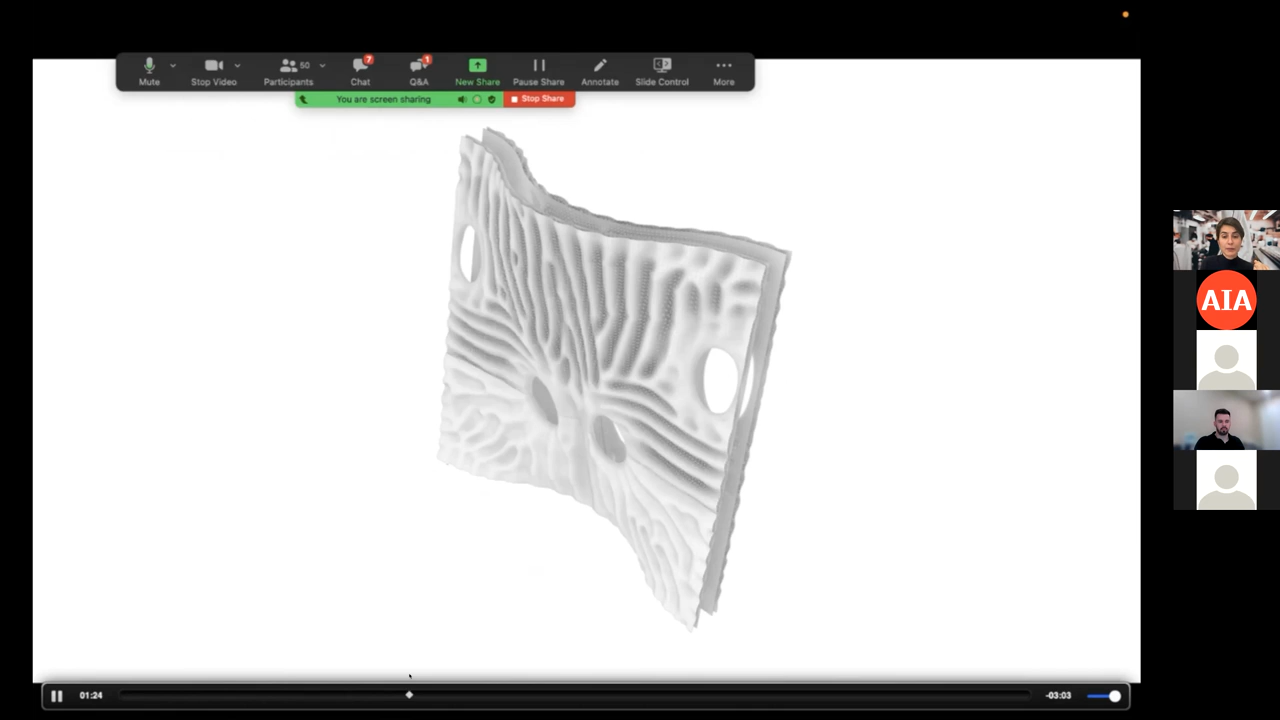 Mute
Stop Video
Participants
50
Chat
7
Q&A
1
New Share
Pause Share
Annotate
Slide Control
More
You are screen sharing
Stop Share
AIA
01:24
-03:03